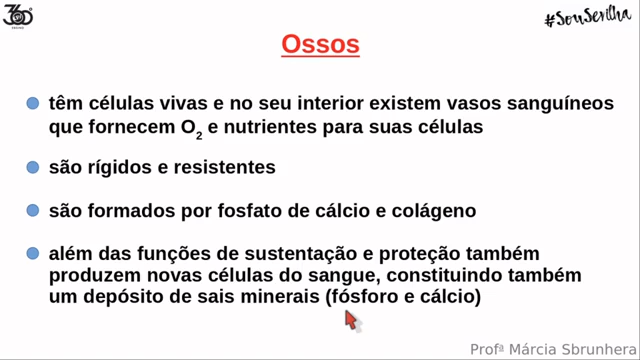 360°
#SouSerilha
Ossos
têm células vivas e no seu interior existem vasos sanguíneos
que fornecem O2 e nutrientes para suas células
são rígidos e resistentes
são formados por fosfato de cálcio e colágeno
além das funções de sustentação e proteção também
produzem novas células do sangue, constituindo também
um depósito de sais minerais (fósforo e cálcio)
Profª Márcia Sbrunhera